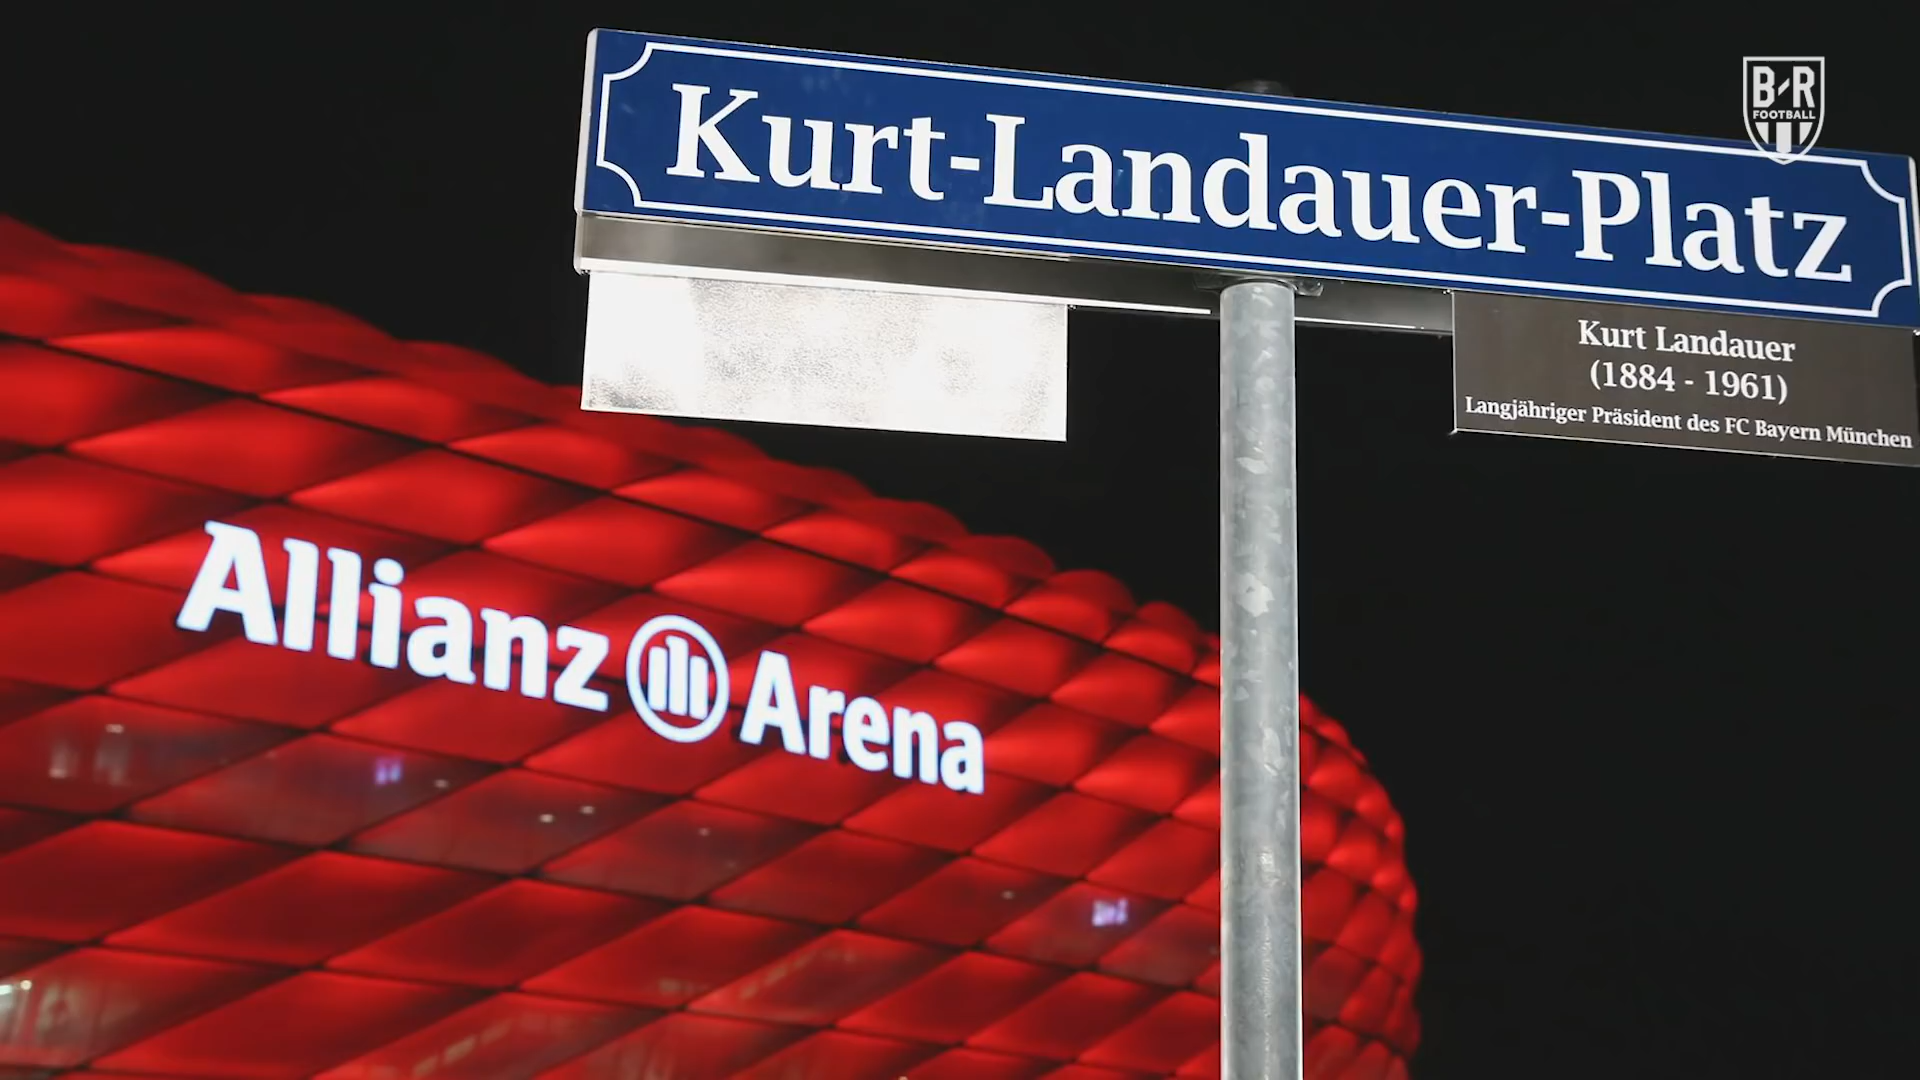 Kurt-Landauer-Platz
B/R
FOOTBALL
Kurt Landauer
(1884 - 1961)
Langjähriger Präsident des FC Bayern München
Allianz Arena